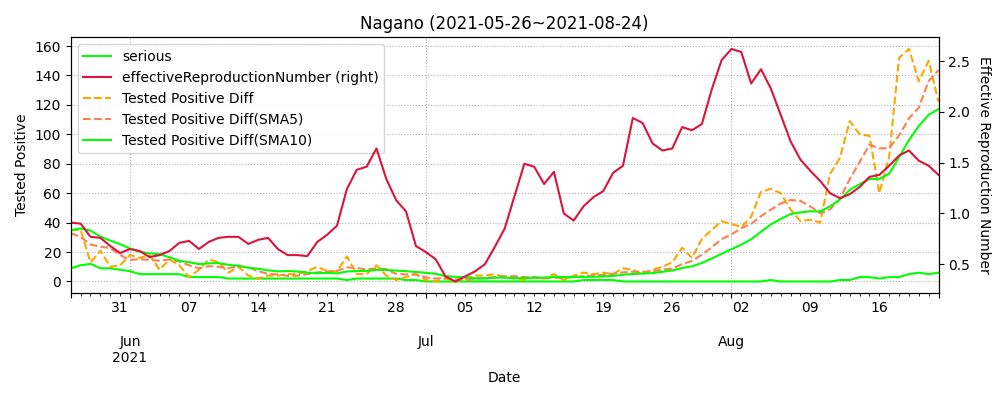 Nagano (2021-05-26~2021-08-24)
serious
effectiveReproductionNumber (right)
Tested Positive Diff
Tested Positive Diff(SMA5)
Tested Positive Diff(SMA10)
Tested Positive
160
140
120
100
80
60
40
20
0
2.5
2.0
1.5
1.0
0.5
Effective Reproduction Number
31 07 14 21 28 05 12 19 26 02 09 16
Jun Jul Aug
2021
Date